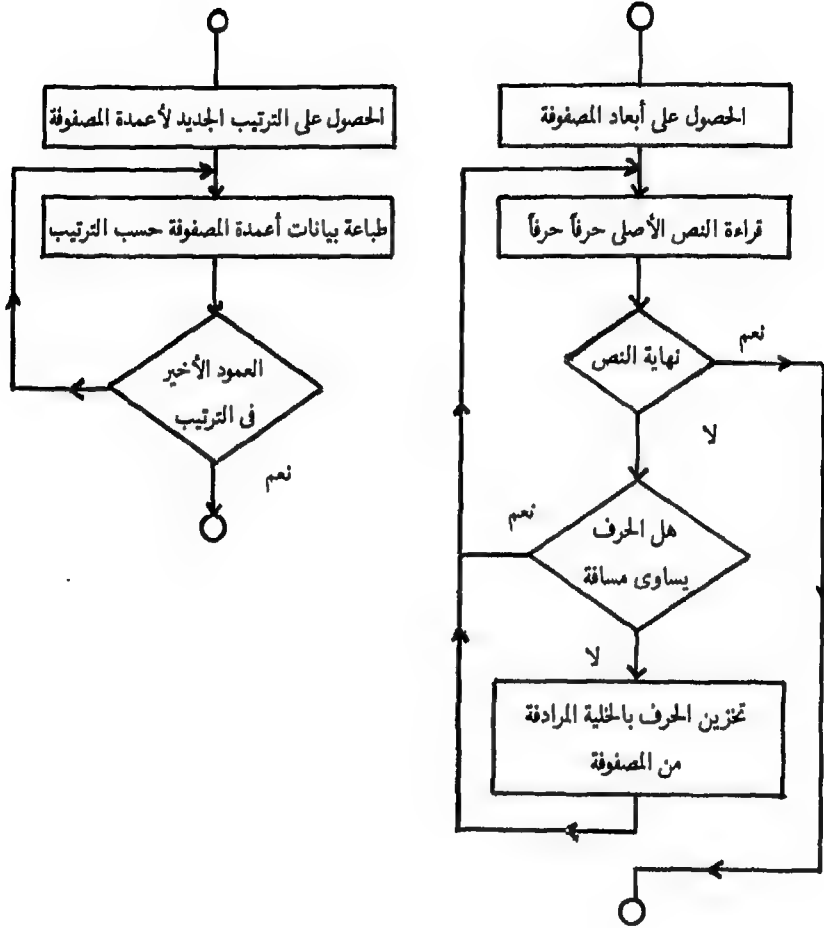 الحصول على أبعاد المصفوفة
قراءة النص الأصلى حرفاً حرفاً
نهاية النص
نعم
لا
هل الحرف
يساوى مسافة
نعم
لا
تخزين الحرف بالخلية المرادفة
من المصفوفة
الحصول على الترتيب الجديد لأعمدة المصفوفة
طباعة بيانات أعمدة المصفوفة حسب الترتيب
العمود الأخير
فى الترتيب
نعم